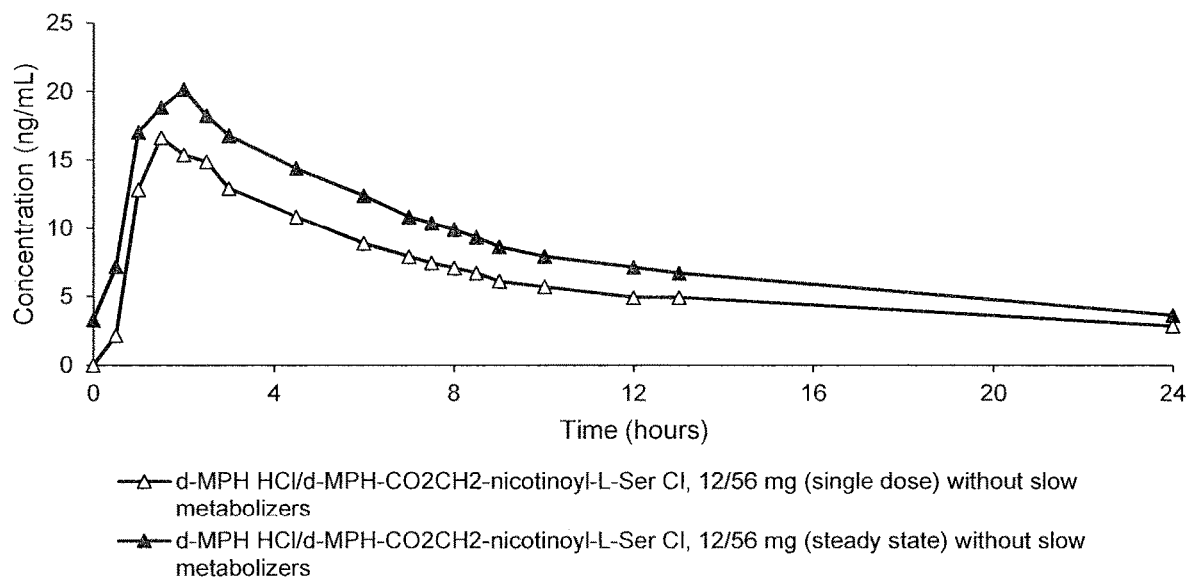 25
20
15
10
5
0
Concentration (ng/mL)
0 4 8 12 16 20 24
Time (hours)
d-MPH HCl/d-MPH-CO2CH2-nicotinoyl-L-Ser Cl, 12/56 mg (single dose) without slow
metabolizers
d-MPH HCl/d-MPH-CO2CH2-nicotinoyl-L-Ser Cl, 12/56 mg (steady state) without slow
metabolizers